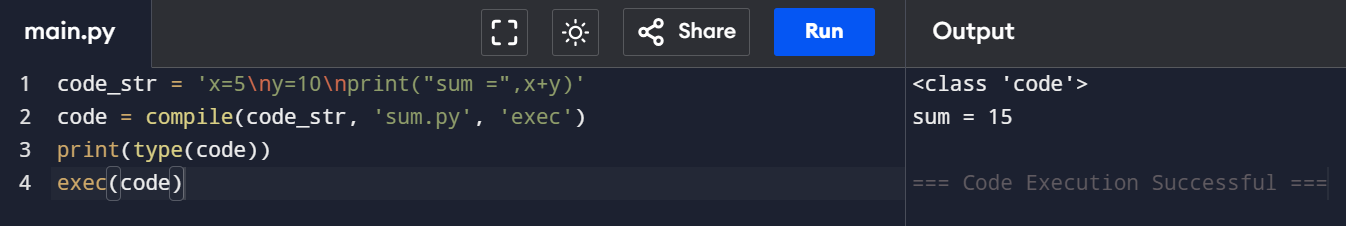 main.py
Share
Run
Output
1 code_str = 'x=5\ny=10\nprint("sum =",x+y)'
2 code = compile(code_str, 'sum.py', 'exec')
3 print(type(code))
4 exec(code)
<class 'code'>
sum = 15
=== Code Execution Successful ===